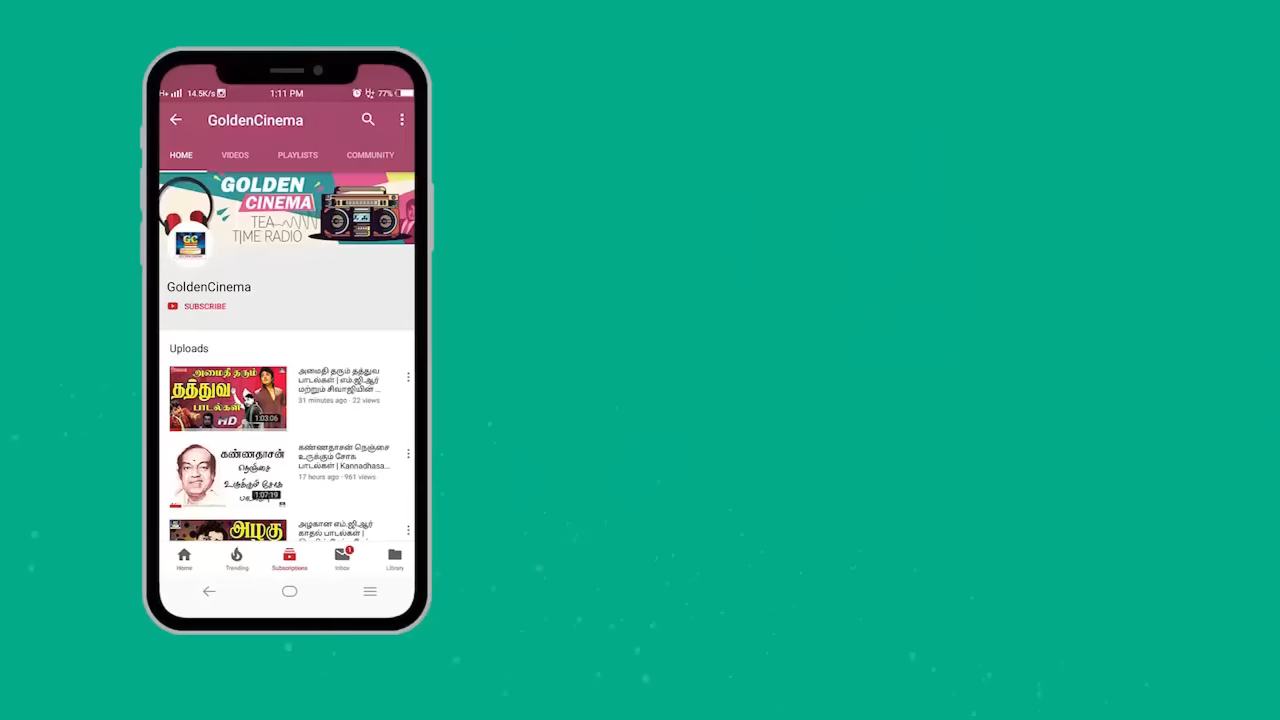 H+ 14.5K/s 1:11 PM 77%
GoldenCinema
HOME VIDEOS PLAYLISTS COMMUNITY
GOLDEN
CINEMA
TEA
TIME RADIO
GC
GoldenCinema
SUBSCRIBE
Uploads
அமைதி தரும்
தத்துவ
பாடல்கள்
HD
1:03:06
அமைதி தரும் தத்துவ
பாடல்கள் | எம்.ஜி.ஆர்
மற்றும் சிவாஜியின் ...
31 minutes ago · 22 views
கண்ணதாசன்
நெஞ்சை
உருக்கும் சோக
1:07:19
கண்ணதாசன் நெஞ்சை
உருக்கும் சோக
பாடல்கள் | Kannadhasa...
17 hours ago · 961 views
அழகு
அழகான எம்.ஜி.ஆர்
காதல் பாடல்கள் |
Home Trending Subscriptions Inbox 1 Library